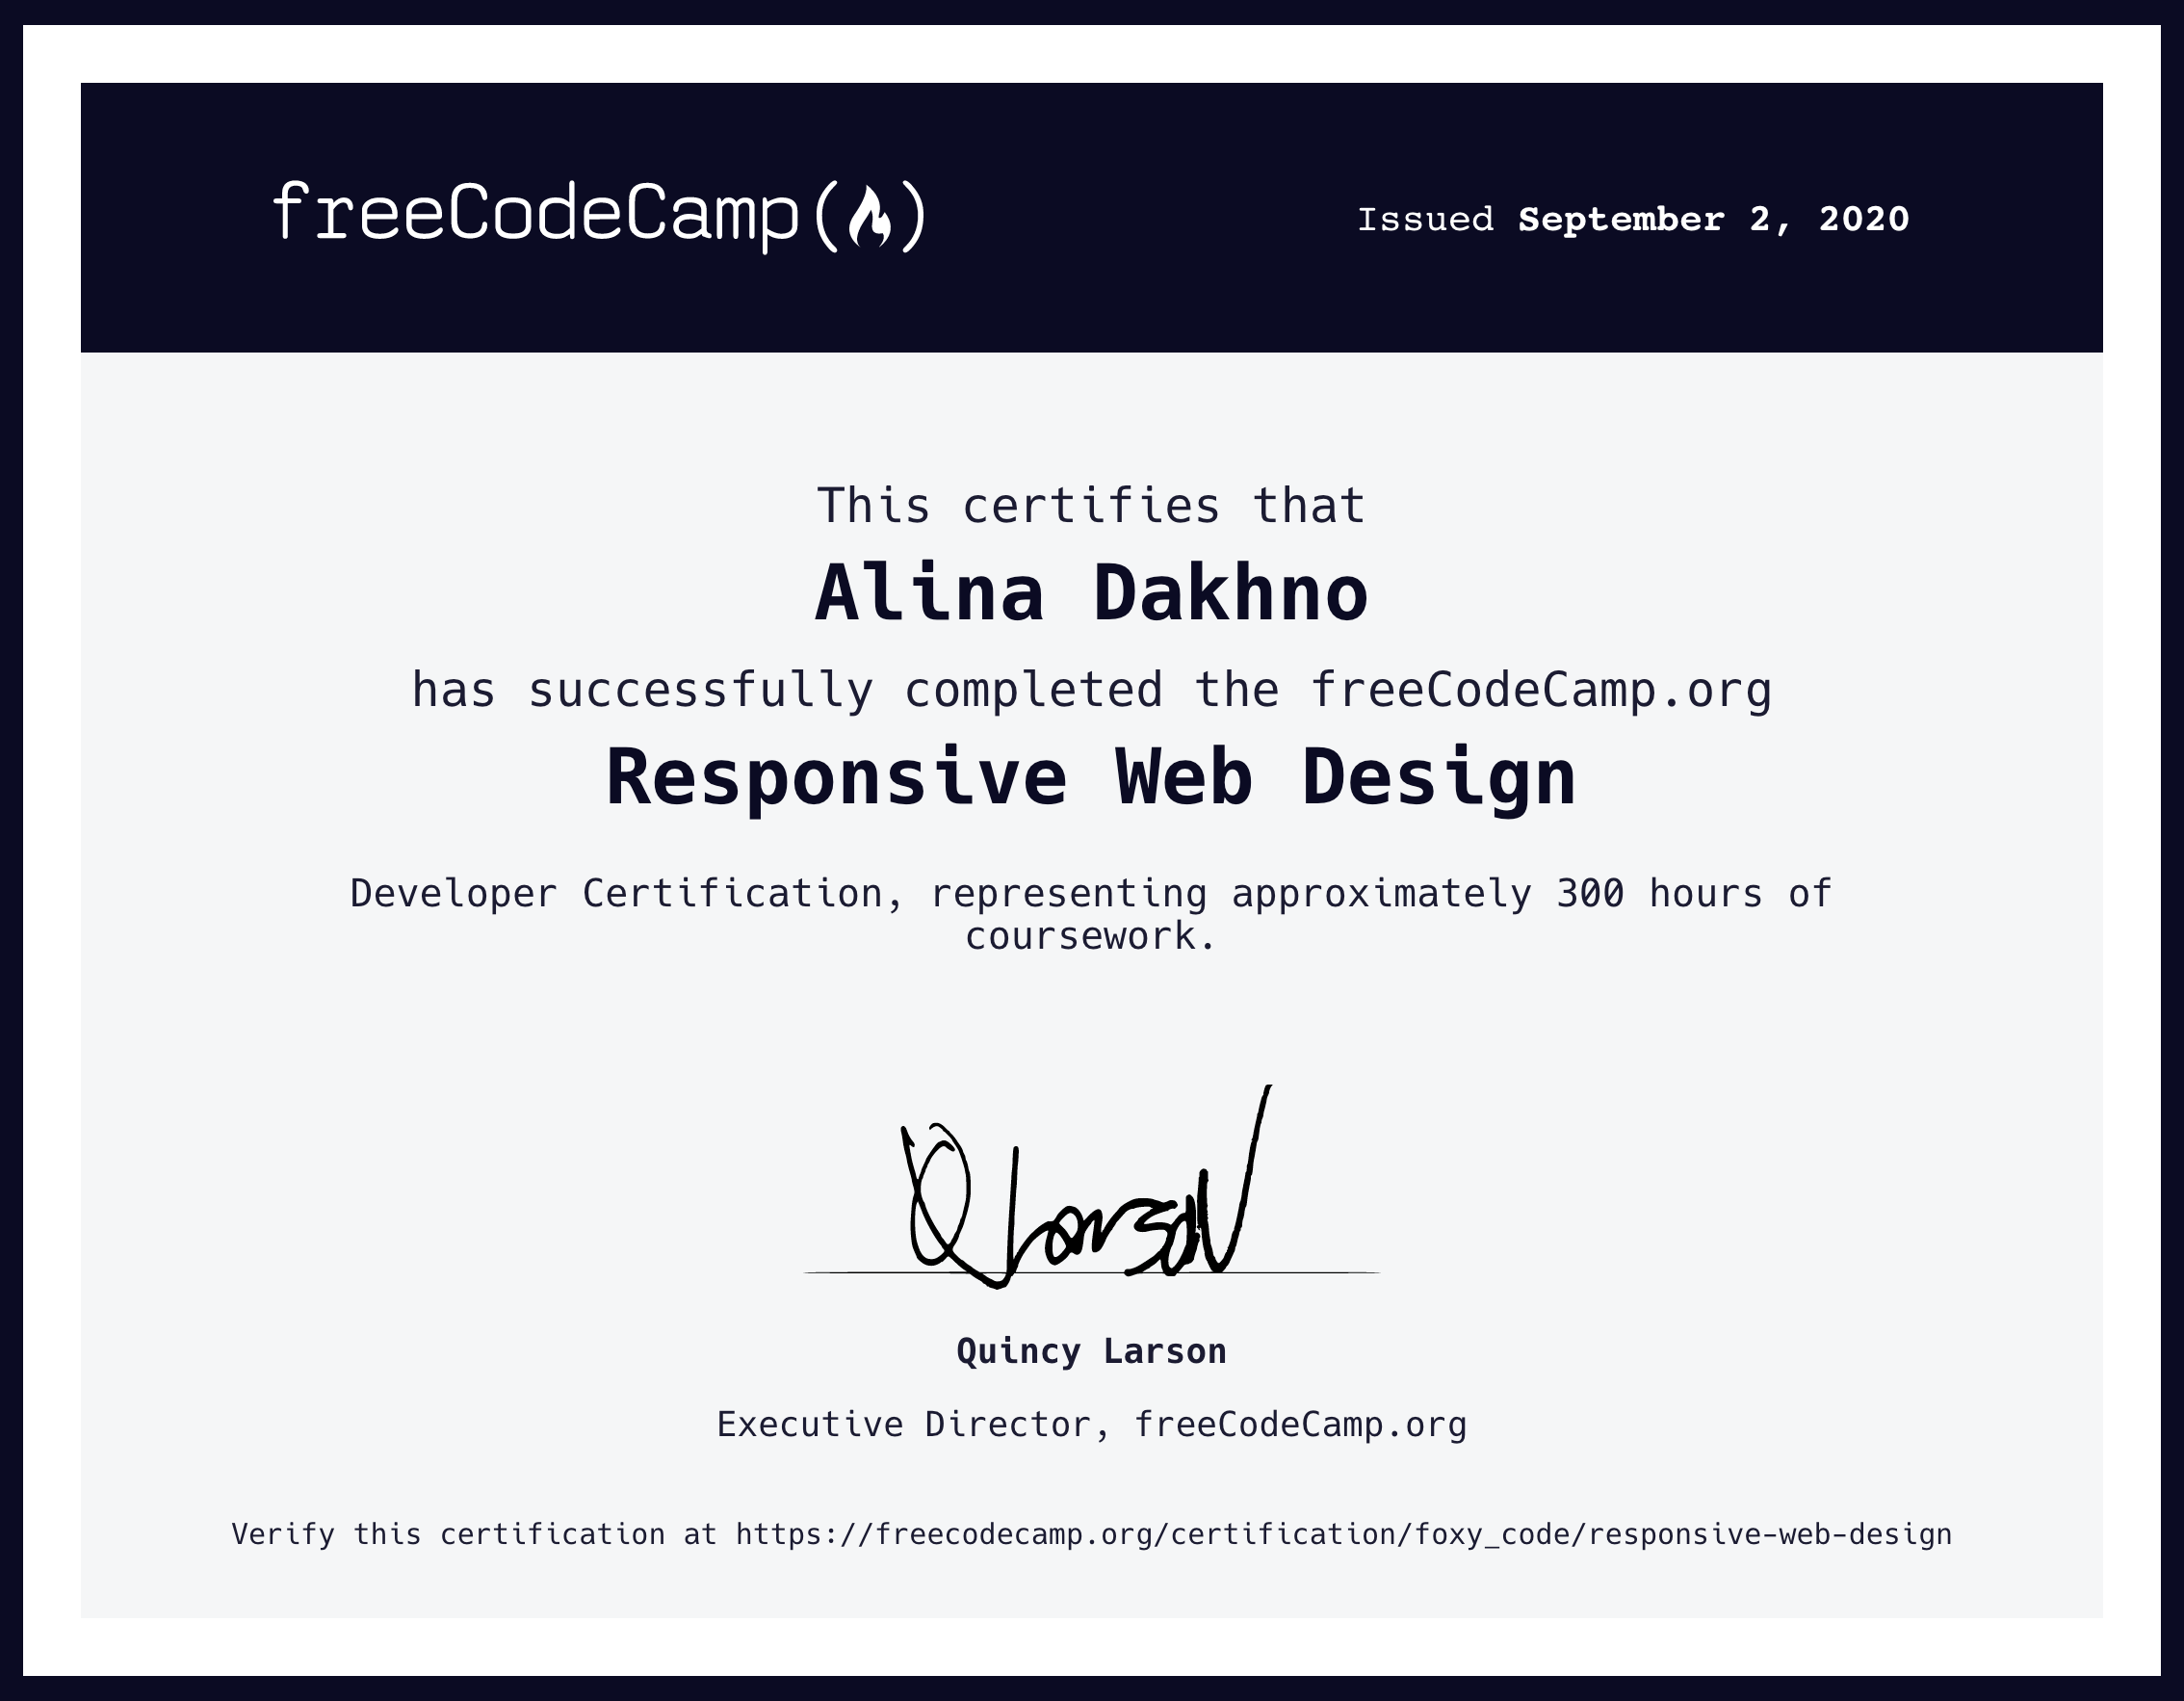 freeCodeCamp(🔥)
Issued September 2, 2020
This certifies that
Alina Dakhno
has successfully completed the freeCodeCamp.org
Responsive Web Design
Developer Certification, representing approximately 300 hours of
coursework.
QLarson
Quincy Larson
Executive Director, freeCodeCamp.org
Verify this certification at https://freecodecamp.org/certification/foxy_code/responsive-web-design